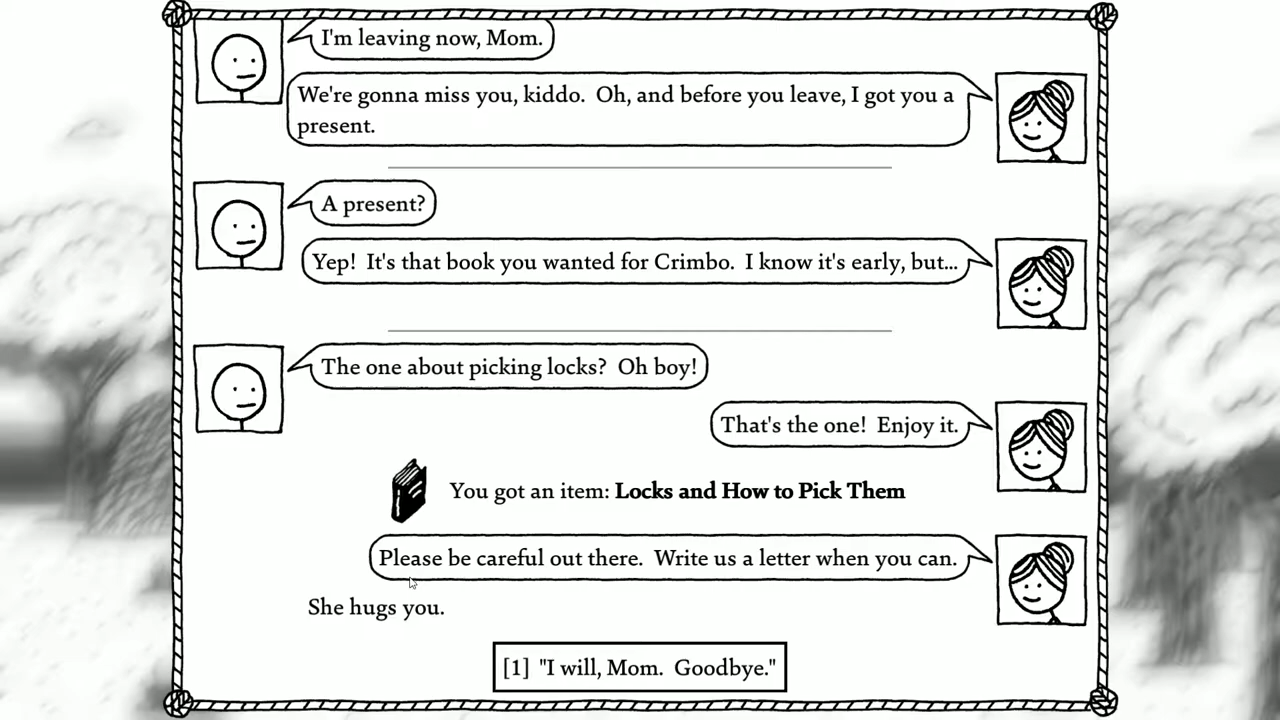 I'm leaving now, Mom.
We're gonna miss you, kiddo. Oh, and before you leave, I got you a
present.
A present?
Yep! It's that book you wanted for Crimbo. I know it's early, but...
The one about picking locks? Oh boy!
That's the one! Enjoy it.
You got an item: Locks and How to Pick Them
Please be careful out there. Write us a letter when you can.
She hugs you.
[1] "I will, Mom. Goodbye."